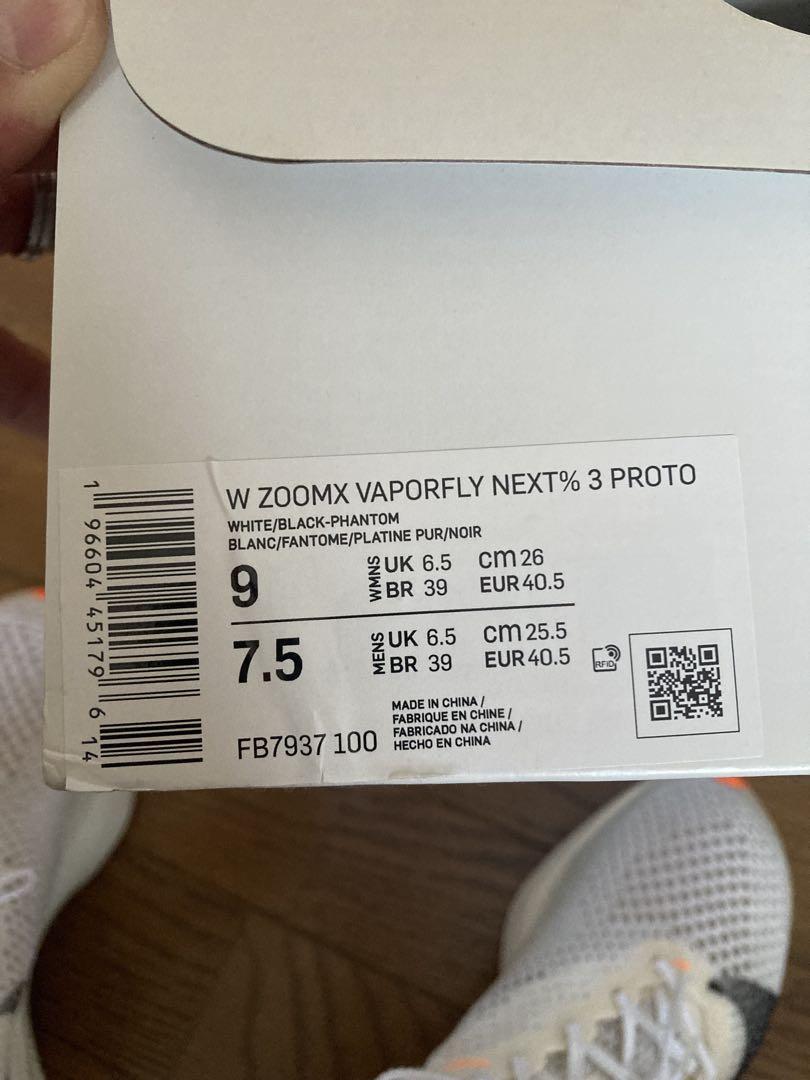 W ZOOMX VAPORFLY NEXT% 3 PROTO
WHITE/BLACK-PHANTOM
BLANC/FANTOME/PLATINE PUR/NOIR
9 WMNS UK 6.5 cm 26
BR 39 EUR 40.5
7.5 MENS UK 6.5 cm 25.5
BR 39 EUR 40.5
RFID
FB7937 100
MADE IN CHINA /
FABRIQUE EN CHINE /
FABRICADO NA CHINA /
HECHO EN CHINA
1 96604 45179 6 14